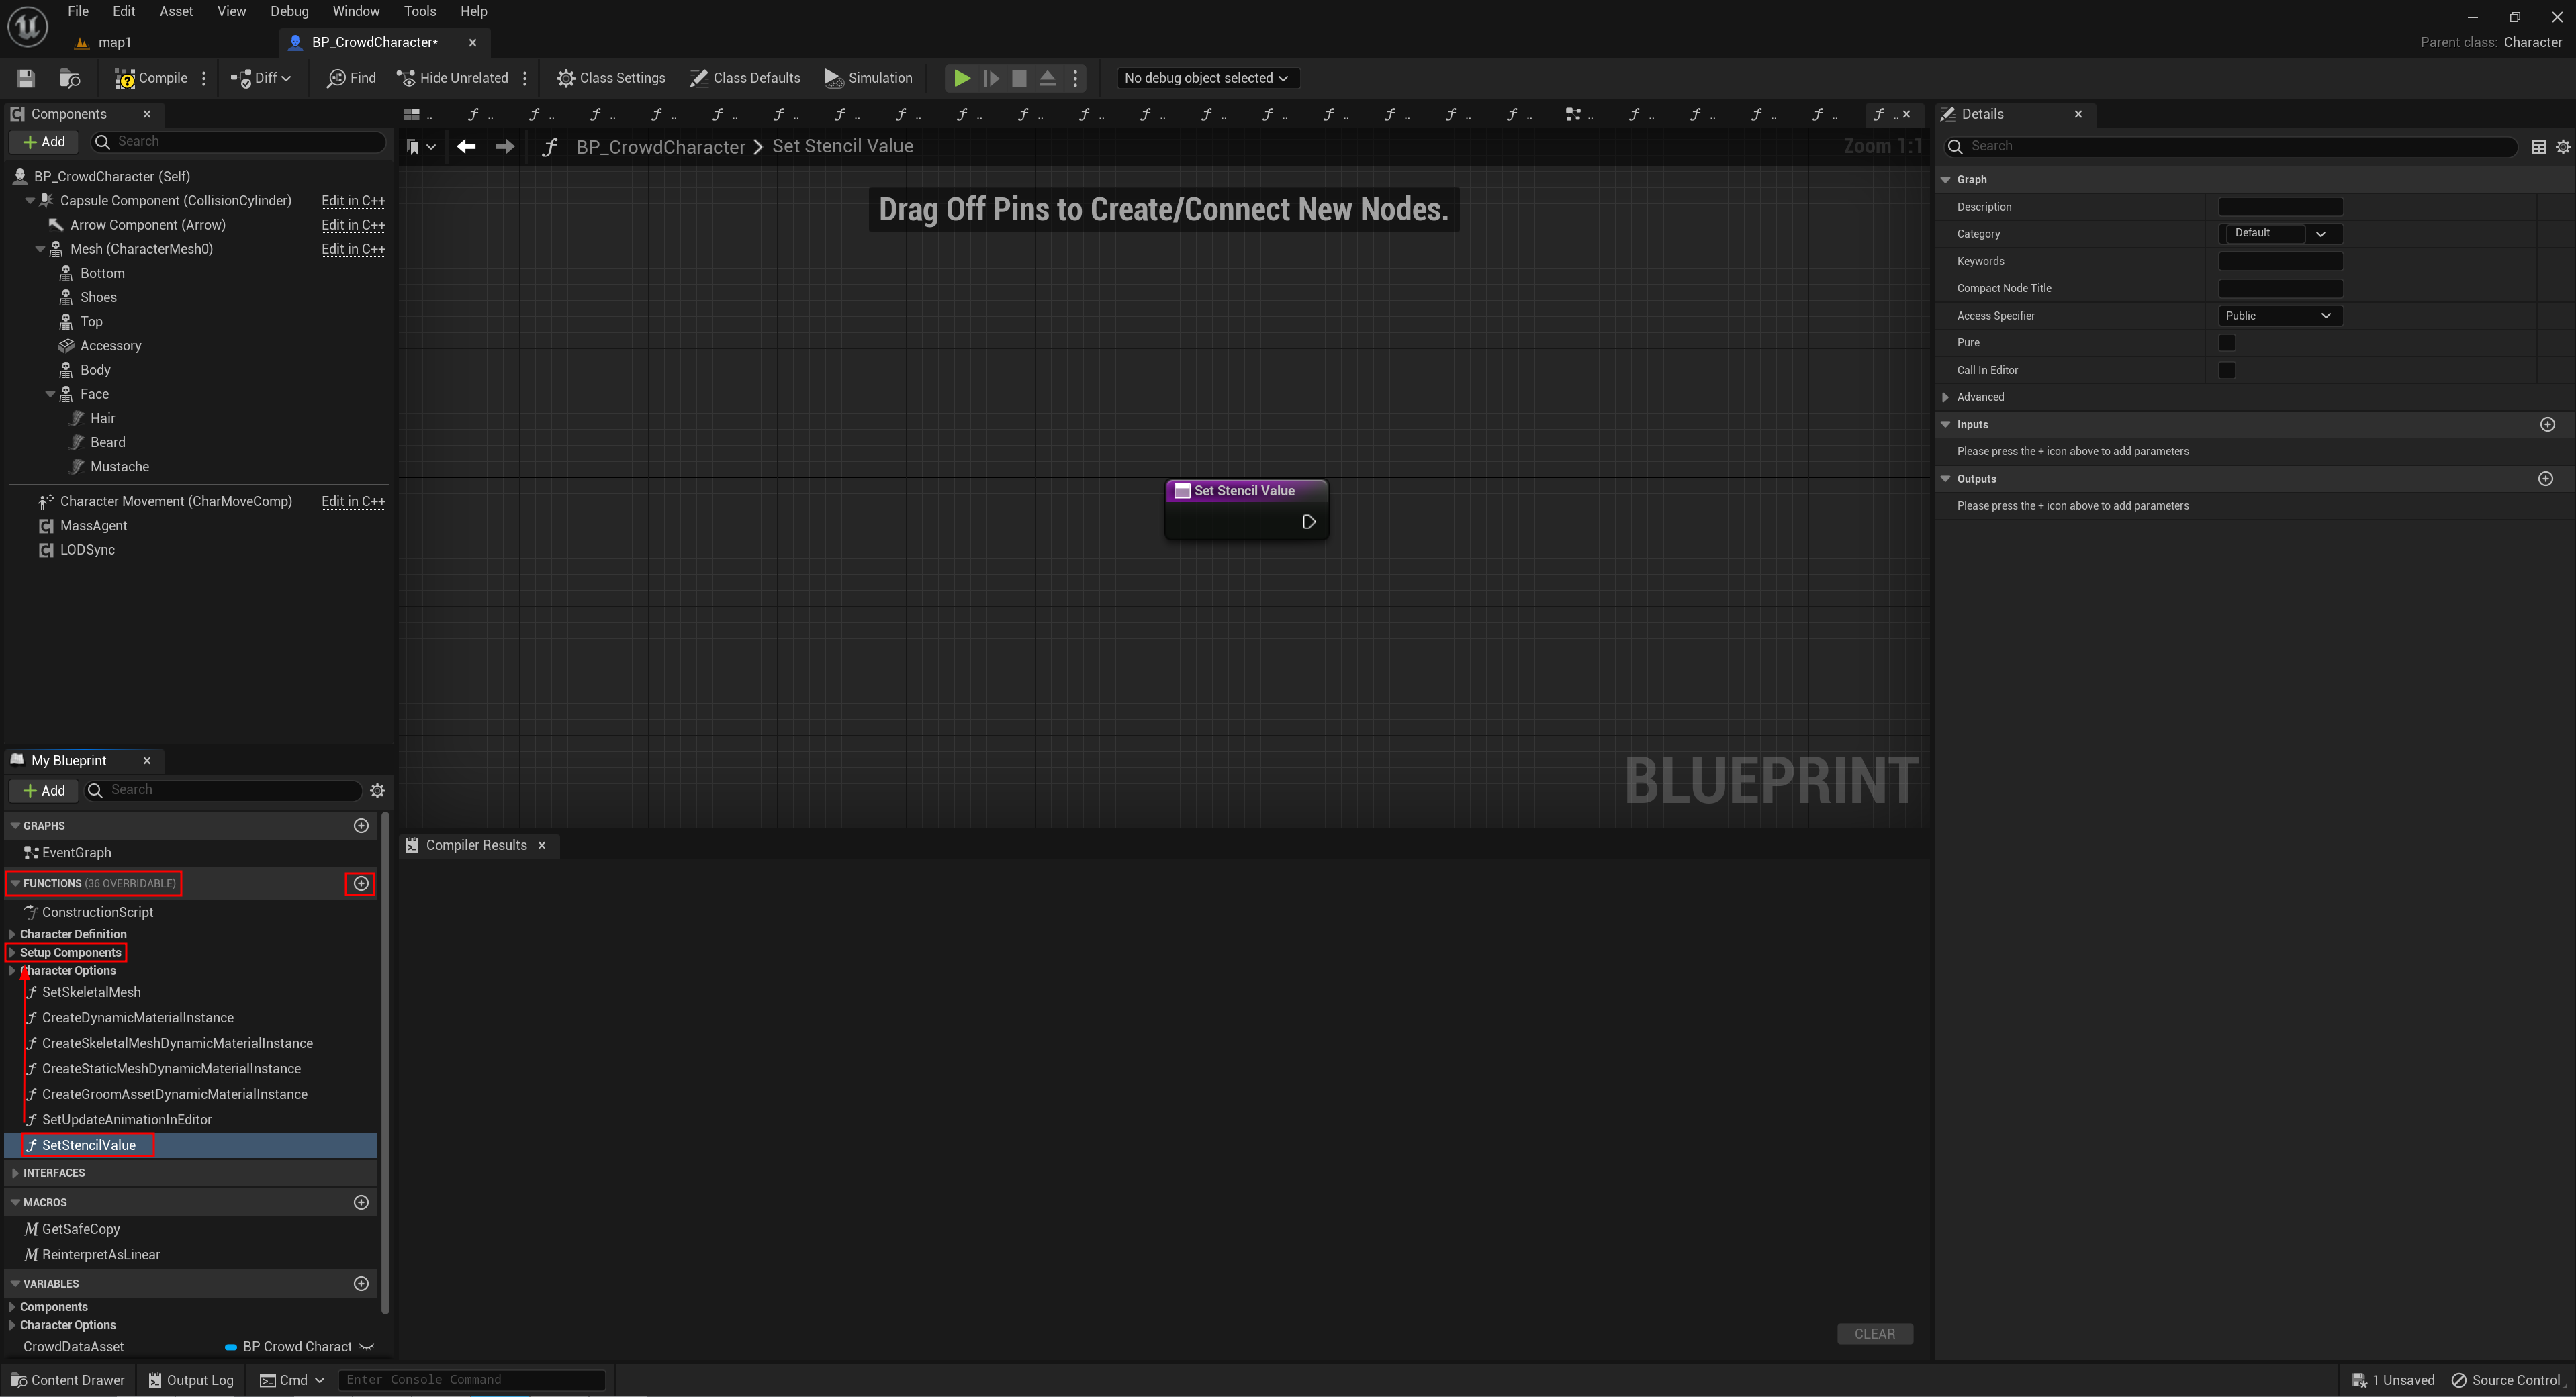 File Edit Asset View Debug Window Tools Help
map1
BP_CrowdCharacter*
Parent class: Character
Compile Diff Find Hide Unrelated Class Settings Class Defaults Simulation No debug object selected
Components
Add Search
BP_CrowdCharacter (Self)
Capsule Component (CollisionCylinder) Edit in C++
Arrow Component (Arrow) Edit in C++
Mesh (CharacterMesh0) Edit in C++
Bottom
Shoes
Top
Accessory
Body
Face
Hair
Beard
Mustache
Character Movement (CharMoveComp) Edit in C++
MassAgent
LODSync
My Blueprint
Add Search
GRAPHS
EventGraph
FUNCTIONS (36 OVERRIDABLE)
ConstructionScript
Character Definition
Setup Components
Character Options
SetSkeletalMesh
CreateDynamicMaterialInstance
CreateSkeletalMeshDynamicMaterialInstance
CreateStaticMeshDynamicMaterialInstance
CreateGroomAssetDynamicMaterialInstance
SetUpdateAnimationInEditor
SetStencilValue
INTERFACES
MACROS
GetSafeCopy
ReinterpretAsLinear
VARIABLES
Components
Character Options
CrowdDataAsset BP Crowd Charact
BP_CrowdCharacter > Set Stencil Value
Zoom 1:1
Drag Off Pins to Create/Connect New Nodes.
Set Stencil Value
BLUEPRINT
Compiler Results
CLEAR
Details
Search
Graph
Description
Category Default
Keywords
Compact Node Title
Access Specifier Public
Pure
Call In Editor
Advanced
Inputs
Please press the + icon above to add parameters
Outputs
Please press the + icon above to add parameters
Content Drawer Output Log Cmd Enter Console Command
1 Unsaved Source Control